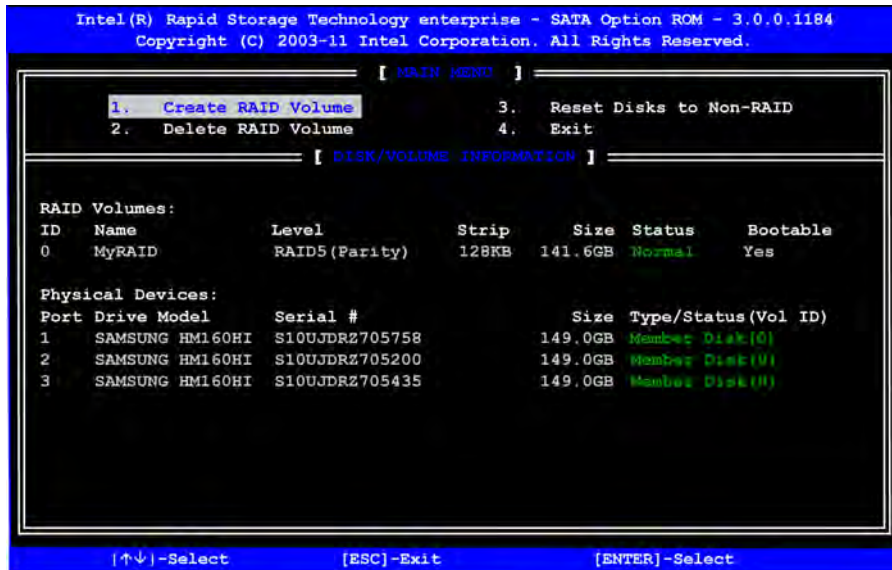 Intel(R) Rapid Storage Technology enterprise - SATA Option ROM - 3.0.0.1184
Copyright (C) 2003-11 Intel Corporation. All Rights Reserved.
[ MAIN MENU ]
1. Create RAID Volume 3. Reset Disks to Non-RAID
2. Delete RAID Volume 4. Exit
[ DISK/VOLUME INFORMATION ]
RAID Volumes:
ID Name Level Strip Size Status Bootable
0 MyRAID RAID5(Parity) 128KB 141.6GB Normal Yes
Physical Devices:
Port Drive Model Serial # Size Type/Status(Vol ID)
1 SAMSUNG HM160HI S10UJDRZ705758 149.0GB Member Disk(0)
2 SAMSUNG HM160HI S10UJDRZ705200 149.0GB Member Disk(0)
3 SAMSUNG HM160HI S10UJDRZ705435 149.0GB Member Disk(0)
[↑↓]-Select [ESC]-Exit [ENTER]-Select